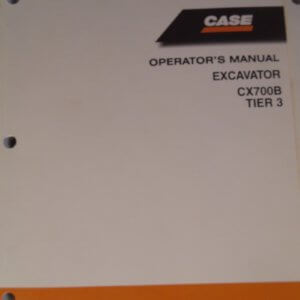 CASE
OPERATOR'S MANUAL
EXCAVATOR
CX700B
TIER 3